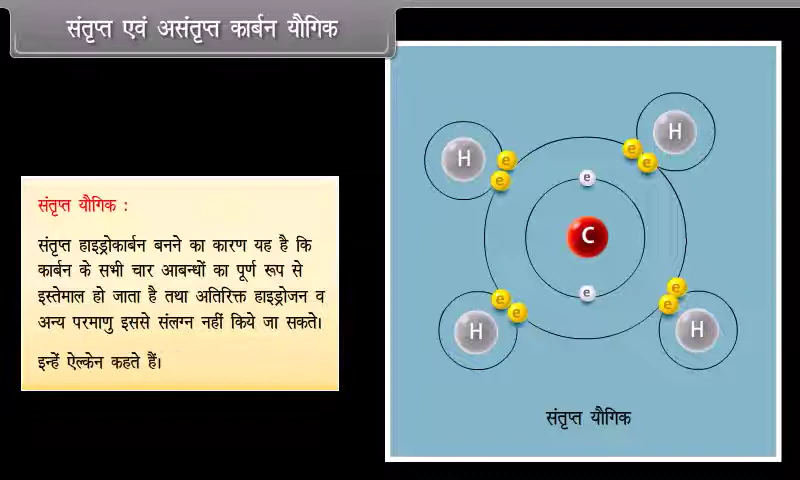 संतृप्त एवं असंतृप्त कार्बन यौगिक
संतृप्त यौगिक :
संतृप्त हाइड्रोकार्बन बनने का कारण यह है कि
कार्बन के सभी चार आबन्धों का पूर्ण रूप से
इस्तेमाल हो जाता है तथा अतिरिक्त हाइड्रोजन व
अन्य परमाणु इससे संलग्न नहीं किये जा सकते।
इन्हें ऐल्केन कहते हैं।
H
H
e
e
e
e
e
C
e
e
e
e
e
H
H
संतृप्त यौगिक